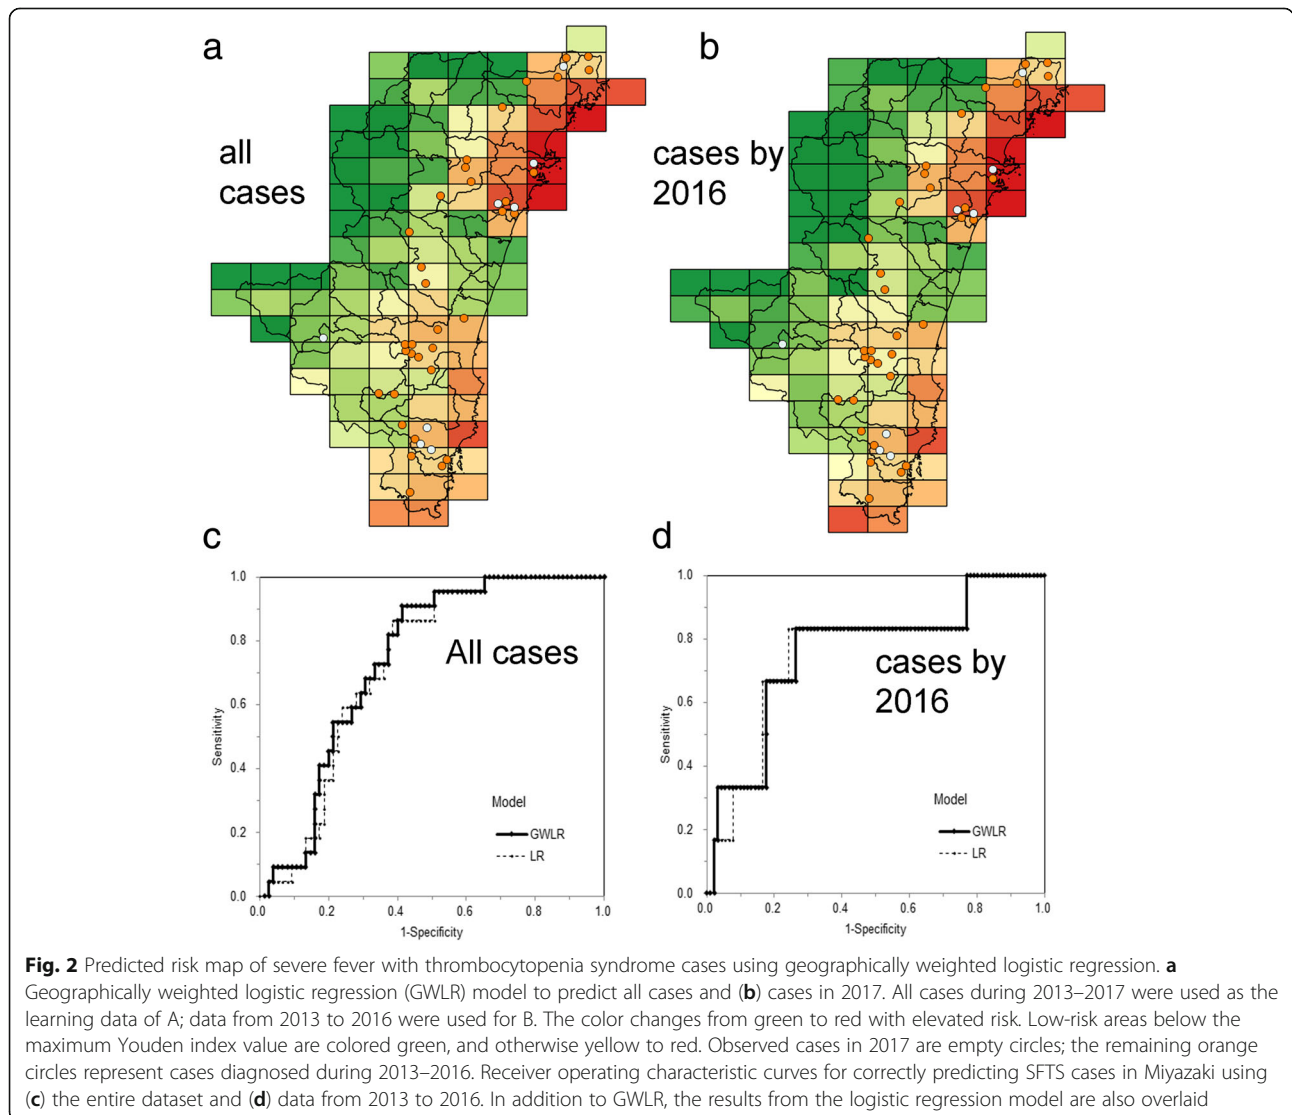 a
b
all
cases
cases by
2016
c
d
1.0
0.8
0.6
0.4
0.2
0.0
Sensitivity
All cases
Model
GWLR
LR
0.0 0.2 0.4 0.6 0.8 1.0
1-Specificity
1.0
0.8
0.6
0.4
0.2
0.0
Sensitivity
cases by
2016
Model
GWLR
LR
0.0 0.2 0.4 0.6 0.8 1.0
1-Specificity
Fig. 2 Predicted risk map of severe fever with thrombocytopenia syndrome cases using geographically weighted logistic regression. a
Geographically weighted logistic regression (GWLR) model to predict all cases and (b) cases in 2017. All cases during 2013–2017 were used as the
learning data of A; data from 2013 to 2016 were used for B. The color changes from green to red with elevated risk. Low-risk areas below the
maximum Youden index value are colored green, and otherwise yellow to red. Observed cases in 2017 are empty circles; the remaining orange
circles represent cases diagnosed during 2013–2016. Receiver operating characteristic curves for correctly predicting SFTS cases in Miyazaki using
(c) the entire dataset and (d) data from 2013 to 2016. In addition to GWLR, the results from the logistic regression model are also overlaid